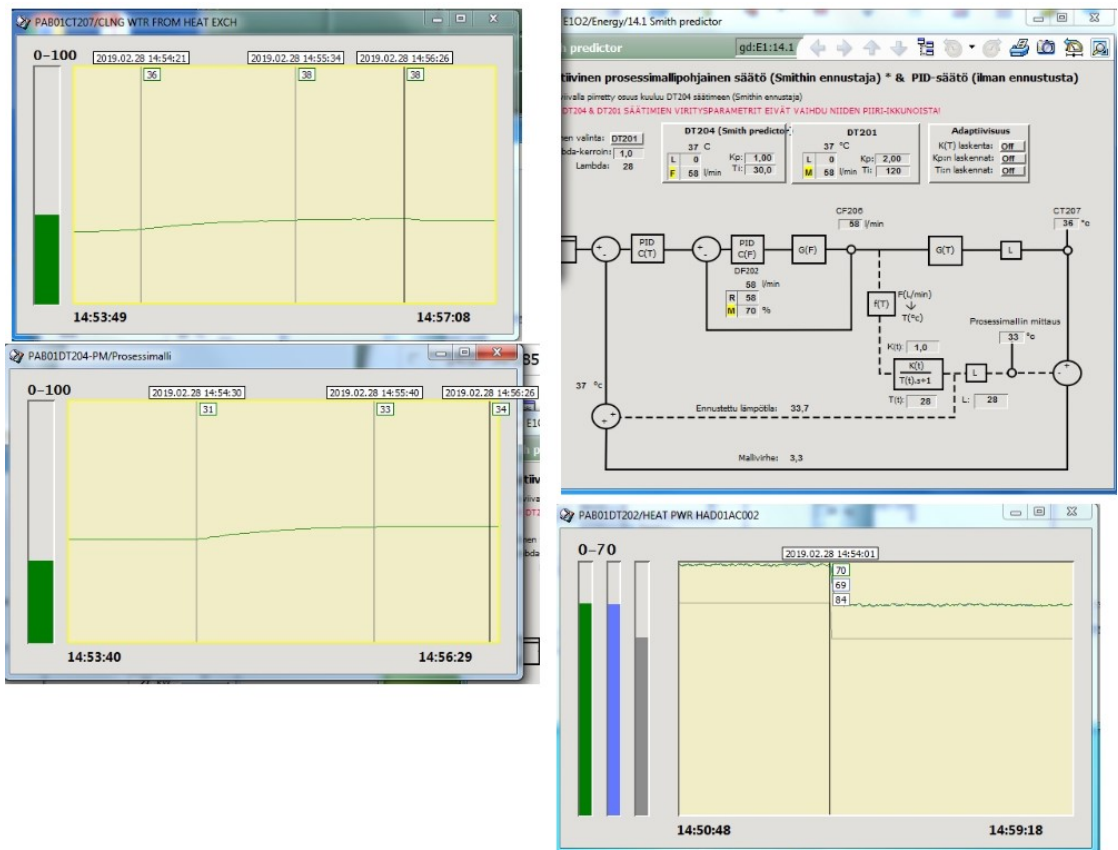 PAB01CT207/CLNG WTR FROM HEAT EXCH
0-100
2019.02.28 14:54:21 2019.02.28 14:55:34 2019.02.28 14:56:26
36 38 38
14:53:49 14:57:08
PAB01DT204-PM/Prosessimalli
0-100
2019.02.28 14:54:30 2019.02.28 14:55:40 2019.02.28 14:56:26
31 33 34
14:53:40 14:56:29
E1O2/Energy/14.1 Smith predictor
predictor gd:E1:14.1
tiivinen prosessimallipohjainen säätö (Smithin ennustaja) * & PID-säätö (ilman ennustusta)
viivalla piirretty osuus kuuluu DT204 säätimeen (Smithin ennustaja)
DT204 & DT201 SÄÄTIMIEN VIRITYSPARAMETRIT EIVÄT VAIHDU NIIDEN PIIRI-IKKUNOISTA!
nen valinta: DT201
bda-kerroin: 1,0
Lambda: 28
DT204 (Smith predictor)
37 C
L 0 Kp: 1,00
F 58 l/min Ti: 30,0
DT201
37 °C
L 0 Kp: 2,00
M 58 l/min Ti: 120
Adaptiivisuus
K(T) laskenta: Off
Kp:n laskennat: Off
Ti:n laskennat: Off
CF206
58 l/min
CT207
36 °c
PID
C(T)
PID
C(F)
G(F)
G(T)
L
DF202
58 l/min
R 58
M 70 %
f(T)
F(L/min)
T(°c)
Prosessimallin mittaus
33 °c
K(t): 1,0
K(t)
T(t).s+1
L
T(t): 28
L: 28
37 °c
Ennustettu lämpötila: 33,7
Mallivirhe: 3,3
PAB01DT202/HEAT PWR HAD01AC002
0-70
2019.02.28 14:54:01
70
69
84
14:50:48 14:59:18